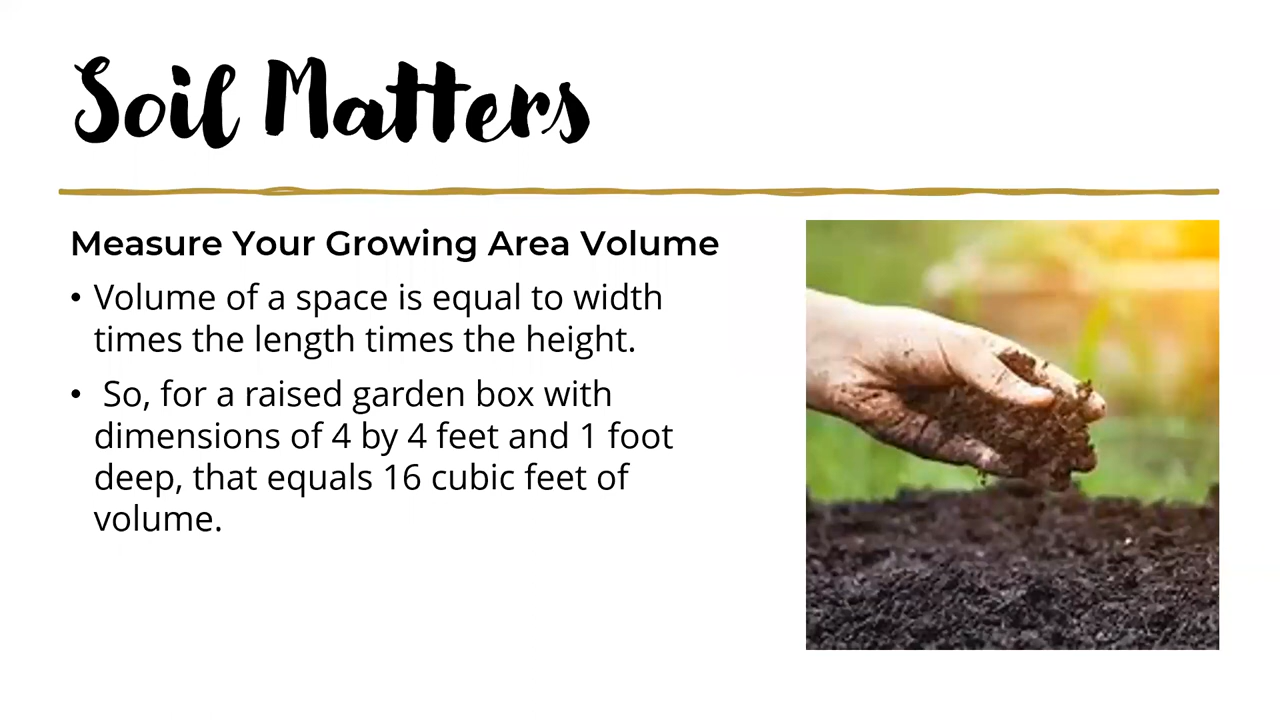 Soil Matters
Measure Your Growing Area Volume
• Volume of a space is equal to width
times the length times the height.
• So, for a raised garden box with
dimensions of 4 by 4 feet and 1 foot
deep, that equals 16 cubic feet of
volume.